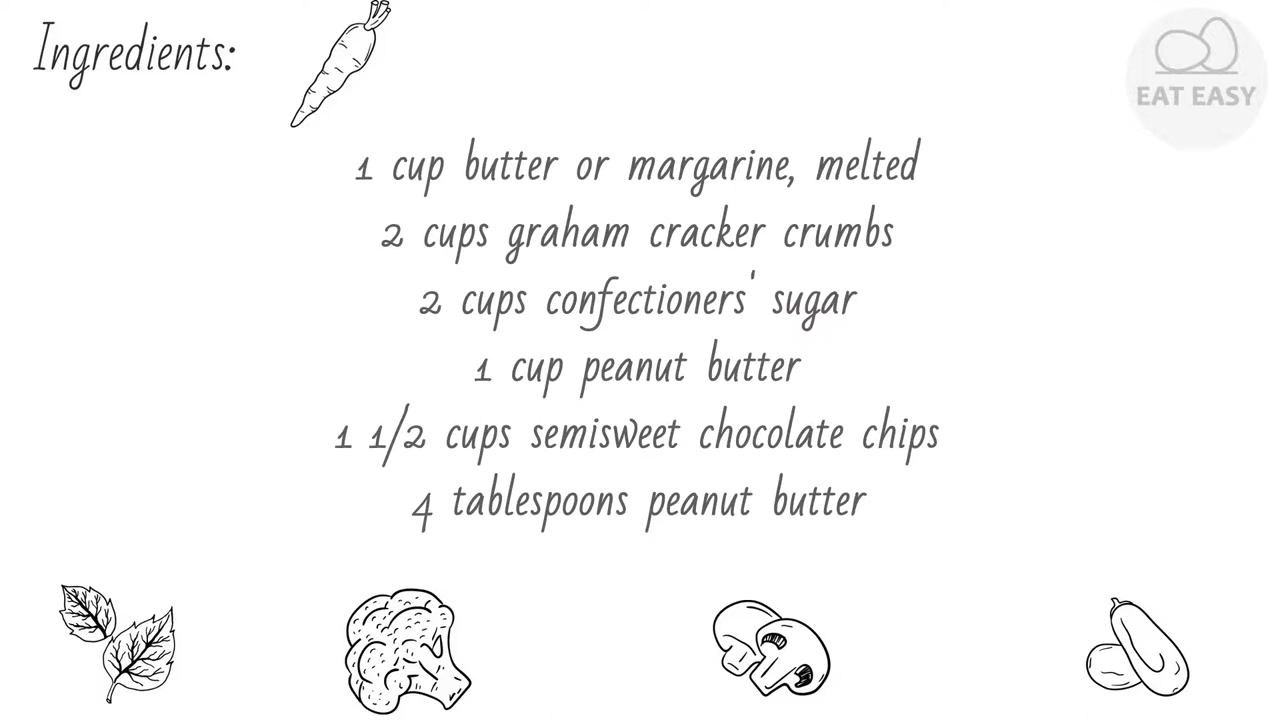 Ingredients:
EAT EASY
1 cup butter or margarine, melted
2 cups graham cracker crumbs
2 cups confectioners' sugar
1 cup peanut butter
1 1/2 cups semisweet chocolate chips
4 tablespoons peanut butter